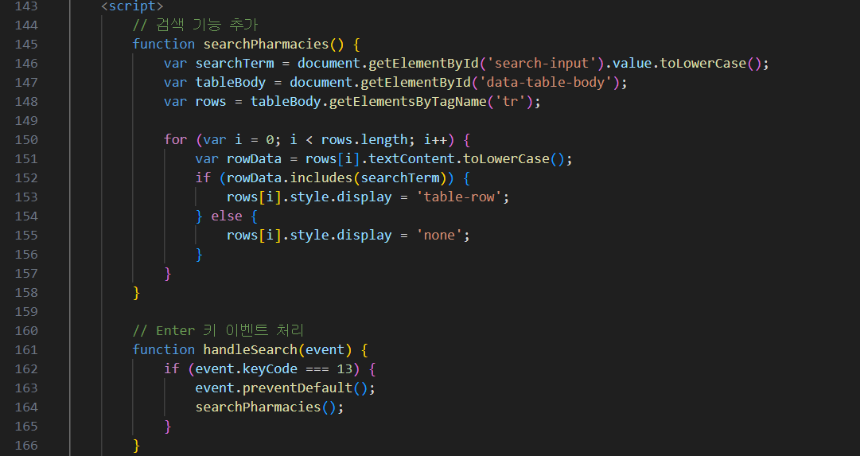 143 <script>
144 // 검색 기능 추가
145 function searchPharmacies() {
146 var searchTerm = document.getElementById('search-input').value.toLowerCase();
147 var tableBody = document.getElementById('data-table-body');
148 var rows = tableBody.getElementsByTagName('tr');
149
150 for (var i = 0; i < rows.length; i++) {
151 var rowData = rows[i].textContent.toLowerCase();
152 if (rowData.includes(searchTerm)) {
153 rows[i].style.display = 'table-row';
154 } else {
155 rows[i].style.display = 'none';
156 }
157 }
158 }
159
160 // Enter 키 이벤트 처리
161 function handleSearch(event) {
162 if (event.keyCode === 13) {
163 event.preventDefault();
164 searchPharmacies();
165 }
166 }